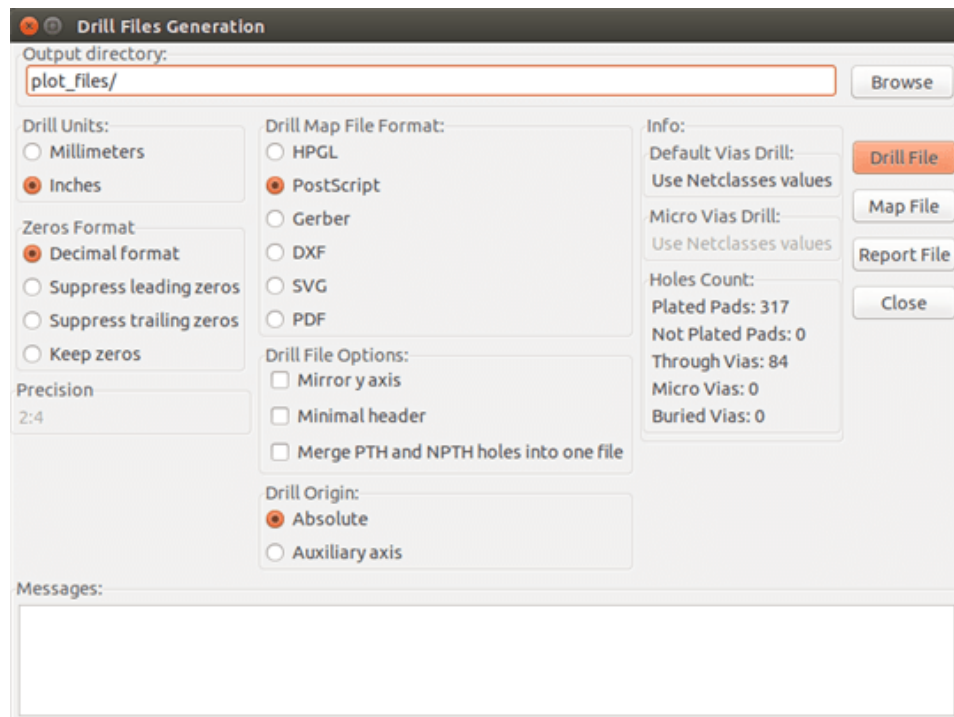 Drill Files Generation
Output directory:
plot_files/
Browse
Drill Units:
Millimeters
Inches
Zeros Format
Decimal format
Suppress leading zeros
Suppress trailing zeros
Keep zeros
Precision
2:4
Drill Map File Format:
HPGL
PostScript
Gerber
DXF
SVG
PDF
Drill File Options:
Mirror y axis
Minimal header
Merge PTH and NPTH holes into one file
Drill Origin:
Absolute
Auxiliary axis
Info:
Default Vias Drill:
Use Netclasses values
Micro Vias Drill:
Use Netclasses values
Holes Count:
Plated Pads: 317
Not Plated Pads: 0
Through Vias: 84
Micro Vias: 0
Buried Vias: 0
Drill File
Map File
Report File
Close
Messages: